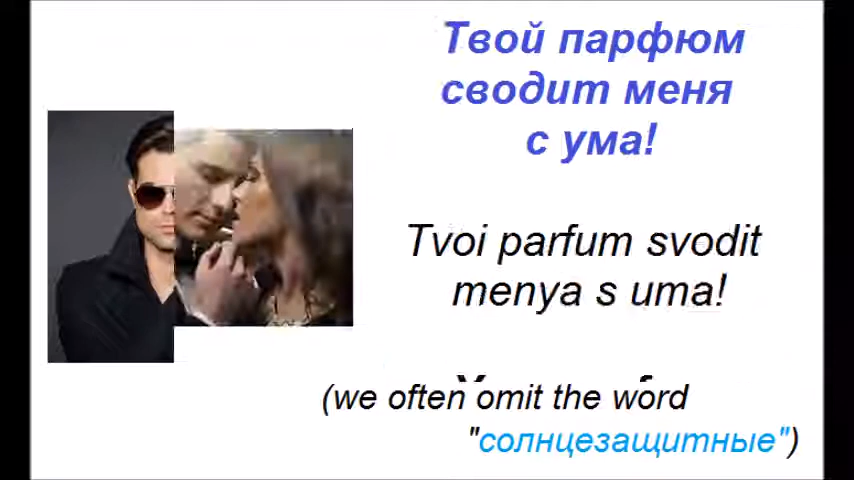 Твой парфюм
сводит меня
с ума!
Tvoi parfum svodit
menya s uma!
(we often omit the word
"солнцезащитные")